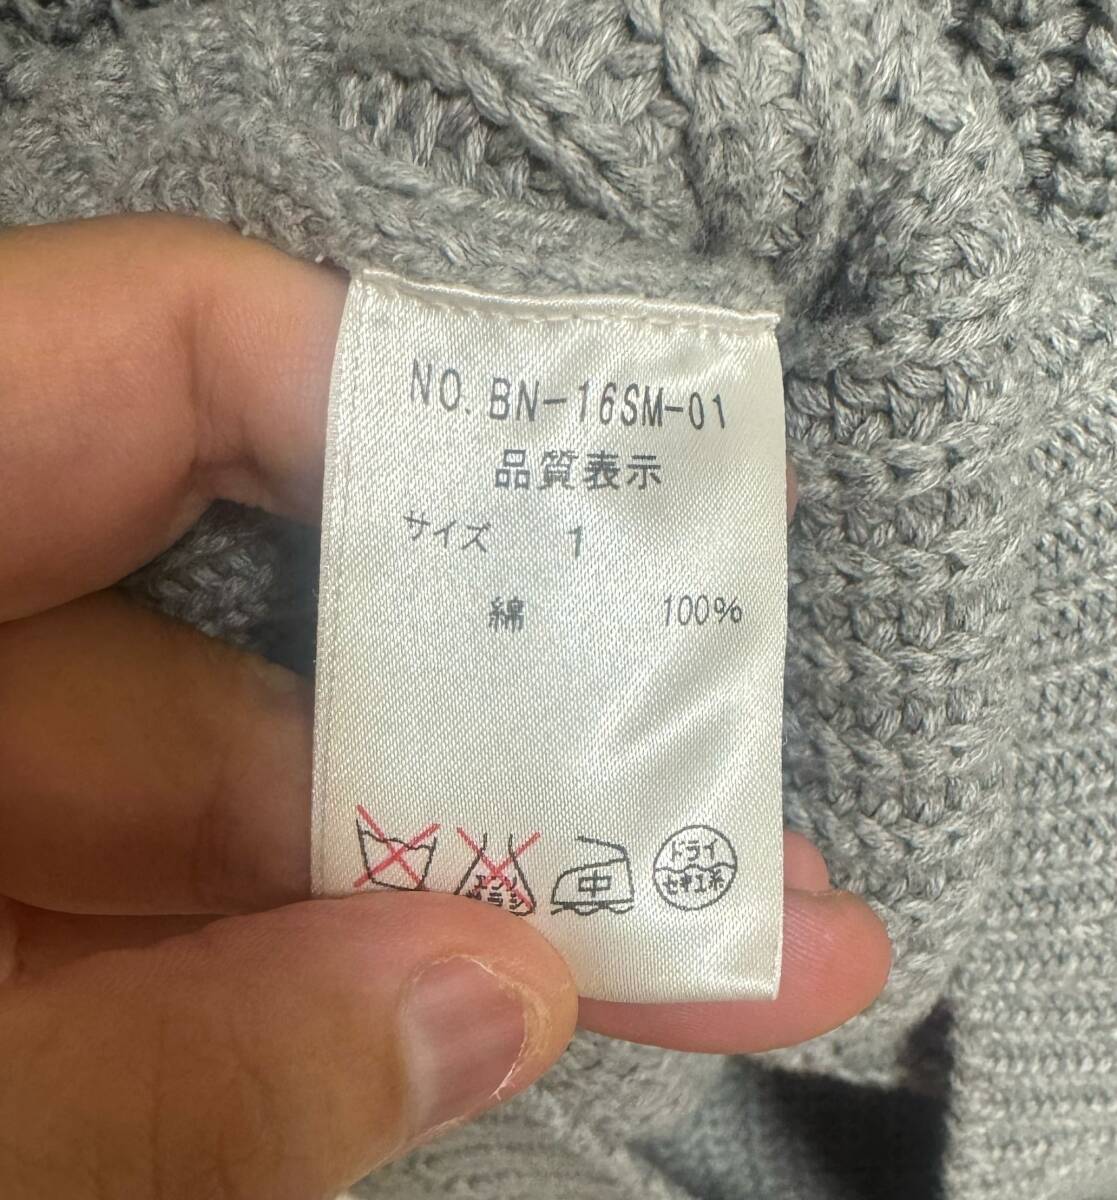 NO. BN-16SM-01
品質表示
サイズ 1
綿 100%
エンソ
サラシ
中
ドライ
セキユ系